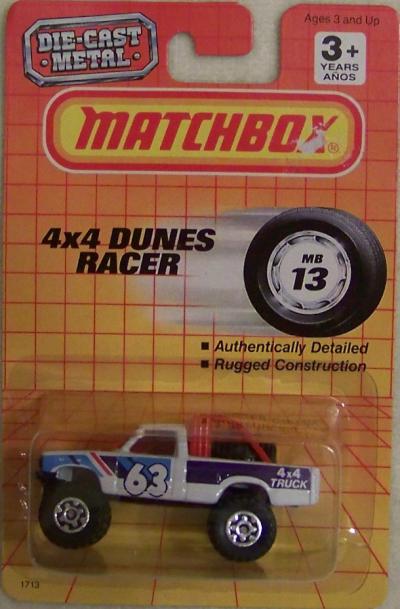 Ages 3 and Up
DIE-CAST
METAL
3+
YEARS
AÑOS
MATCHBOX®
4x4 DUNES
RACER
MB
13
▪ Authentically Detailed
▪ Rugged Construction
63
4x4
TRUCK
1713